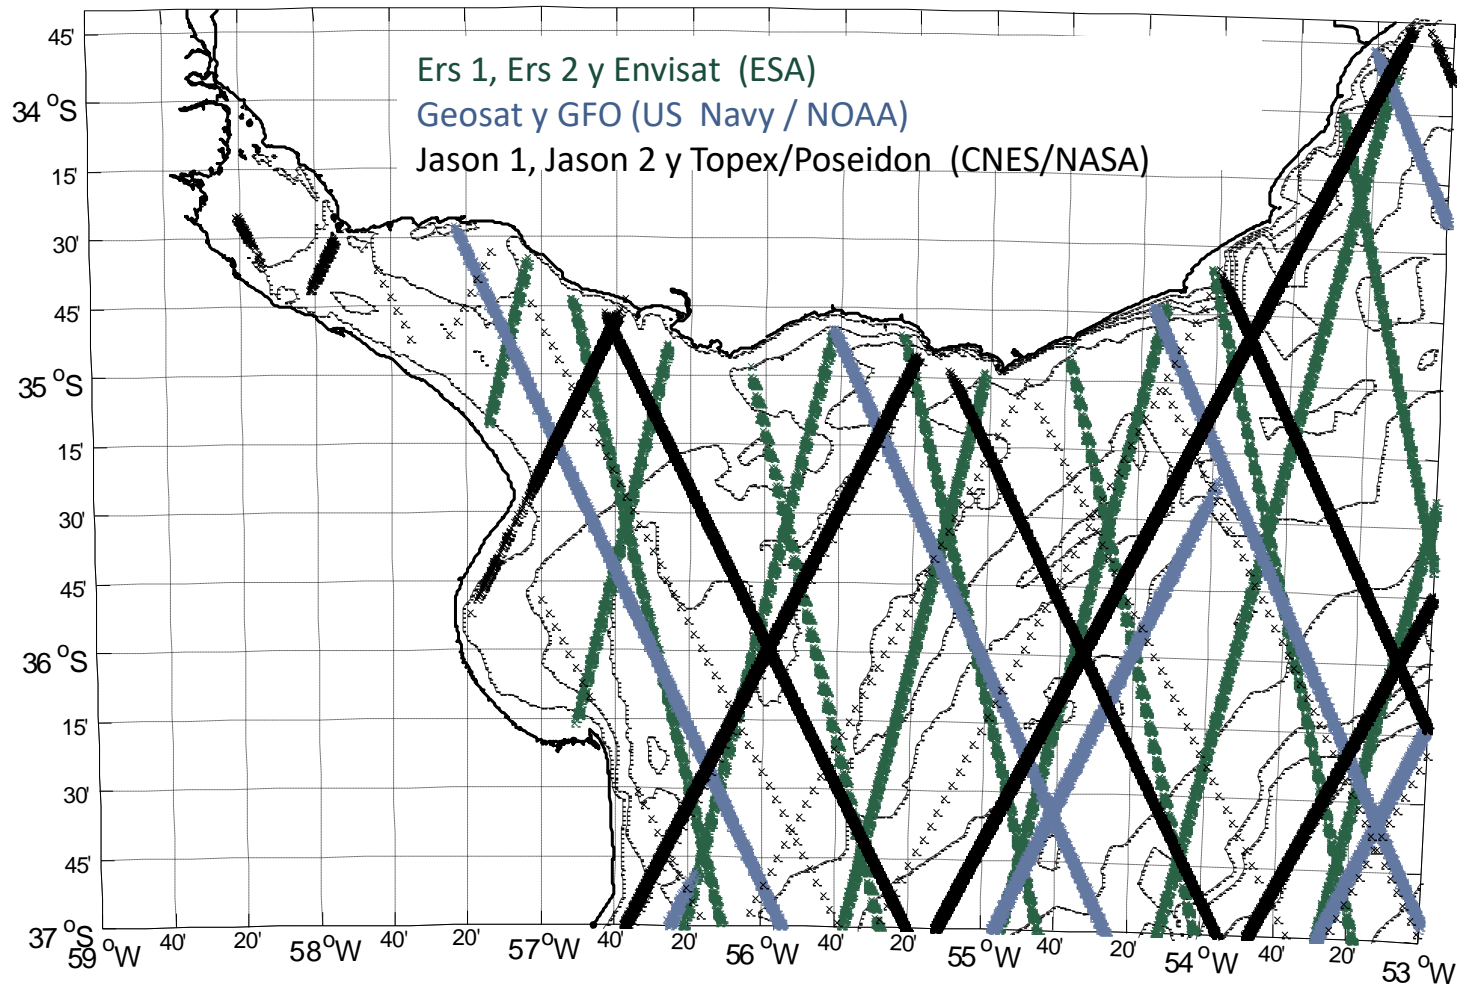 45'
Ers 1, Ers 2 y Envisat (ESA)
34 °S
Geosat y GFO (US Navy / NOAA)
Jason 1, Jason 2 y Topex/Poseidon (CNES/NASA)
15'
30'
45'
35 °S
15'
30'
45'
36 °S
15'
30'
45'
37 °S
59 °W 40' 20' 58 °W 40' 20' 57 °W 40' 20' 56 °W 40' 20' 55 °W 40' 20' 54 °W 40' 20' 53 °W